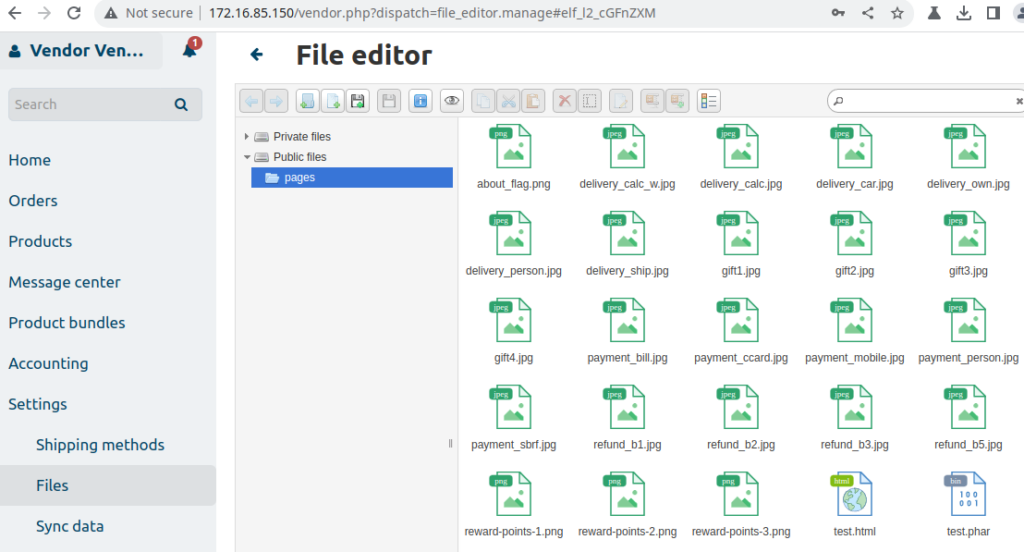 Not secure | 172.16.85.150/vendor.php?dispatch=file_editor.manage#elf_l2_cGFnZXM
Vendor Ven... 1
File editor
Search
Home
Orders
Products
Message center
Product bundles
Accounting
Settings
Shipping methods
Files
Sync data
Private files
Public files
pages
png jpeg jpeg jpeg jpeg
about_flag.png delivery_calc_w.jpg delivery_calc.jpg delivery_car.jpg delivery_own.jpg
jpeg jpeg jpeg jpeg jpeg
delivery_person.jpg delivery_ship.jpg gift1.jpg gift2.jpg gift3.jpg
jpeg jpeg jpeg jpeg jpeg
gift4.jpg payment_bill.jpg payment_ccard.jpg payment_mobile.jpg payment_person.jpg
jpeg jpeg jpeg jpeg jpeg
payment_sbrf.jpg refund_b1.jpg refund_b2.jpg refund_b3.jpg refund_b5.jpg
png png png html bin
100
001
reward-points-1.png reward-points-2.png reward-points-3.png test.html test.phar